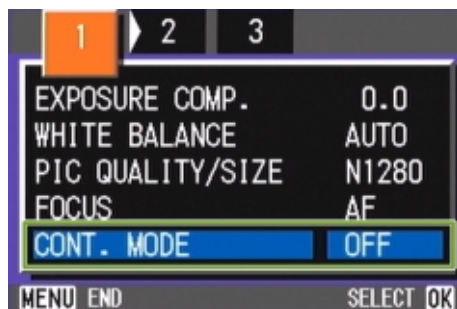 1 2 3
EXPOSURE COMP. 0.0
WHITE BALANCE AUTO
PIC QUALITY/SIZE N1280
FOCUS AF
CONT. MODE OFF
MENU END SELECT OK